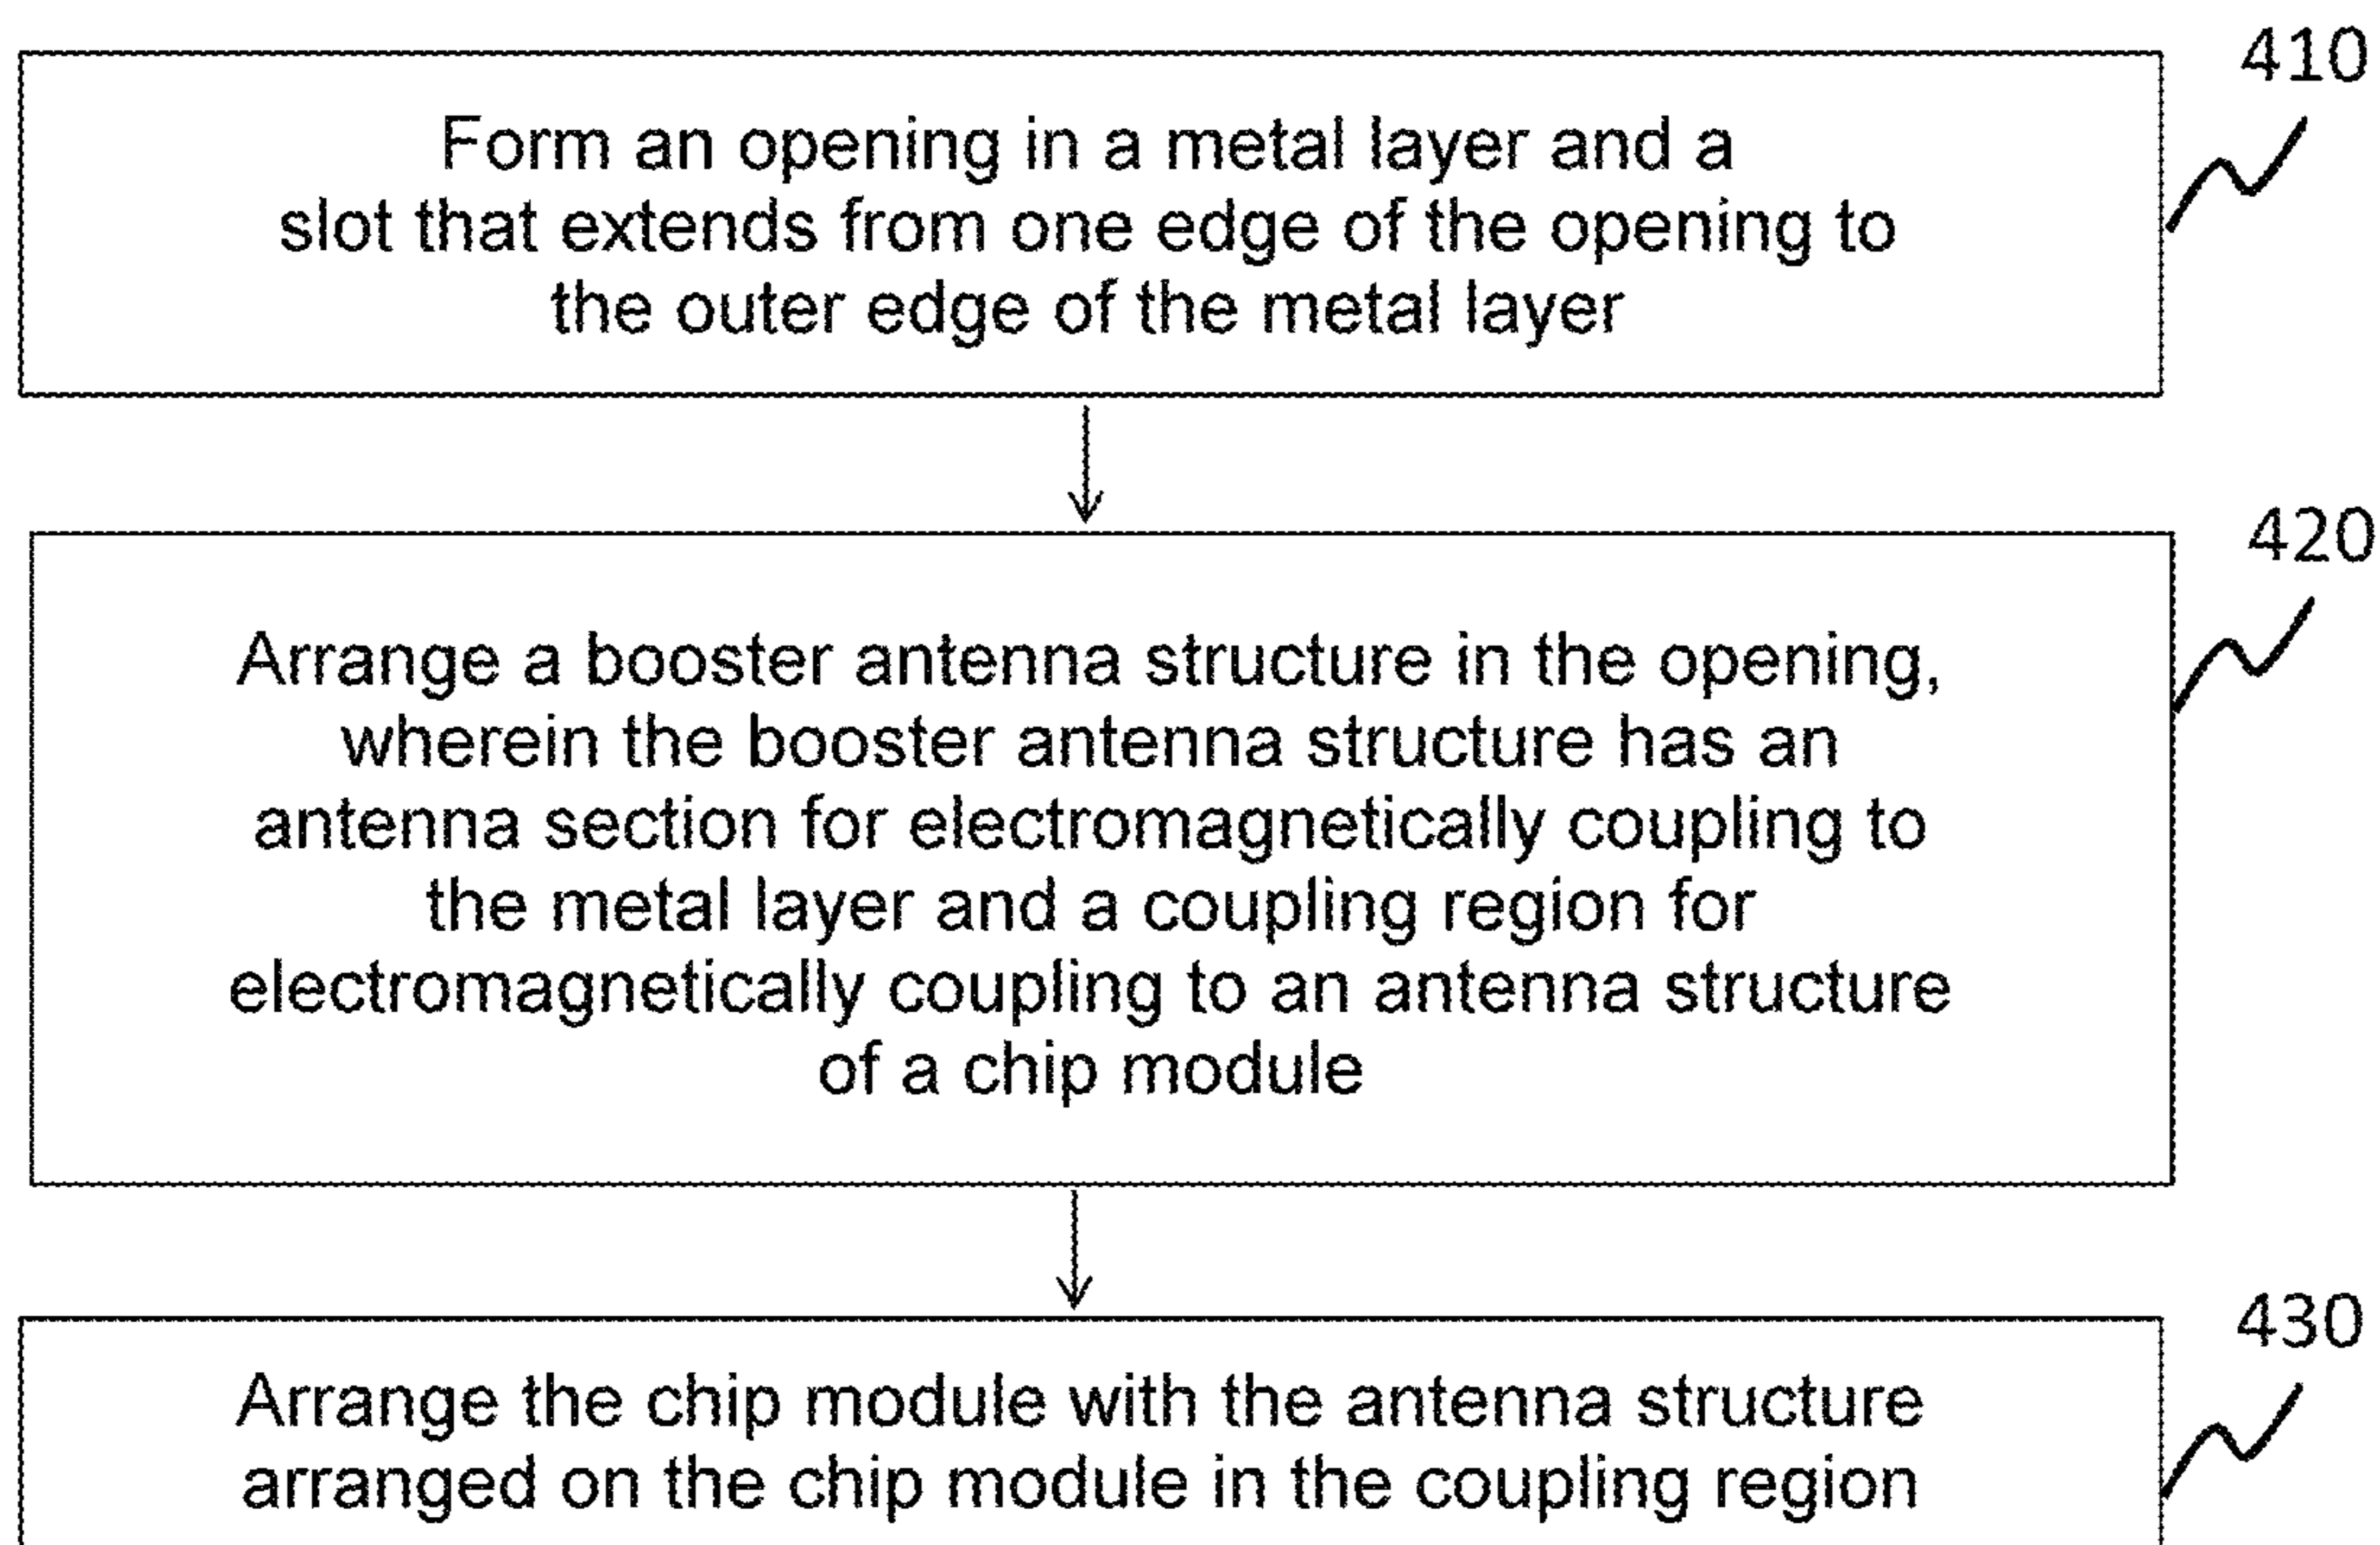 410
Form an opening in a metal layer and a
slot that extends from one edge of the opening to
the outer edge of the metal layer
420
Arrange a booster antenna structure in the opening,
wherein the booster antenna structure has an
antenna section for electromagnetically coupling to
the metal layer and a coupling region for
electromagnetically coupling to an antenna structure
of a chip module
430
Arrange the chip module with the antenna structure
arranged on the chip module in the coupling region